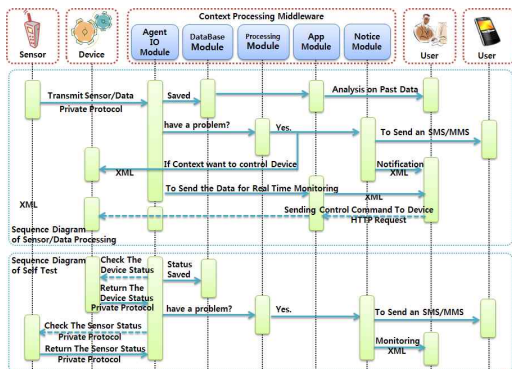 Context Processing Middleware
Sensor
Device
Agent
IO
Module
DataBase
Module
Processing
Module
App
Module
Notice
Module
User
User
Transmit Sensor/Data
Private Protocol
Saved
Analysis on Past Data
have a problem?
Yes.
To Send an SMS/MMS
If Context want to control Device
XML
Notification
XML
To Send the Data for Real Time Monitoring
XML
XML
Sending Control Command To Device
HTTP Request
Sequence Diagram
of Sensor/Data Processing
Sequence Diagram
of Self Test
Check The
Device Status
Status
Saved
Return The
Device Status
Private Protocol
have a problem?
Yes.
To Send an SMS/MMS
Check The Sensor Status
Private Protocol
Monitoring
XML
Return The Sensor Status
Private Protocol